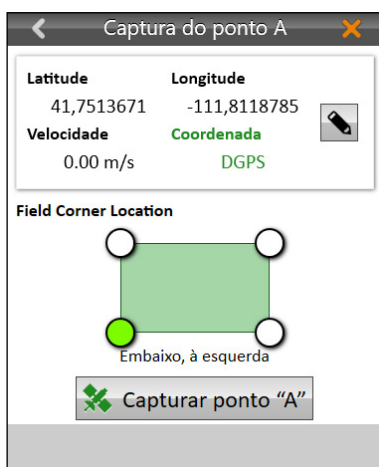 Captura do ponto A
Latitude Longitude
41,7513671 -111,8118785
Velocidade Coordenada
0.00 m/s DGPS
Field Corner Location
Embaixo, à esquerda
Capturar ponto “A”